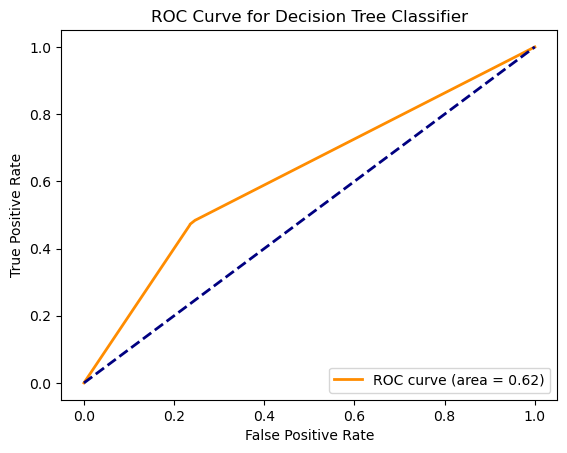 ROC Curve for Decision Tree Classifier
1.0
0.8
0.6
0.4
0.2
0.0
True Positive Rate
ROC curve (area = 0.62)
0.0 0.2 0.4 0.6 0.8 1.0
False Positive Rate